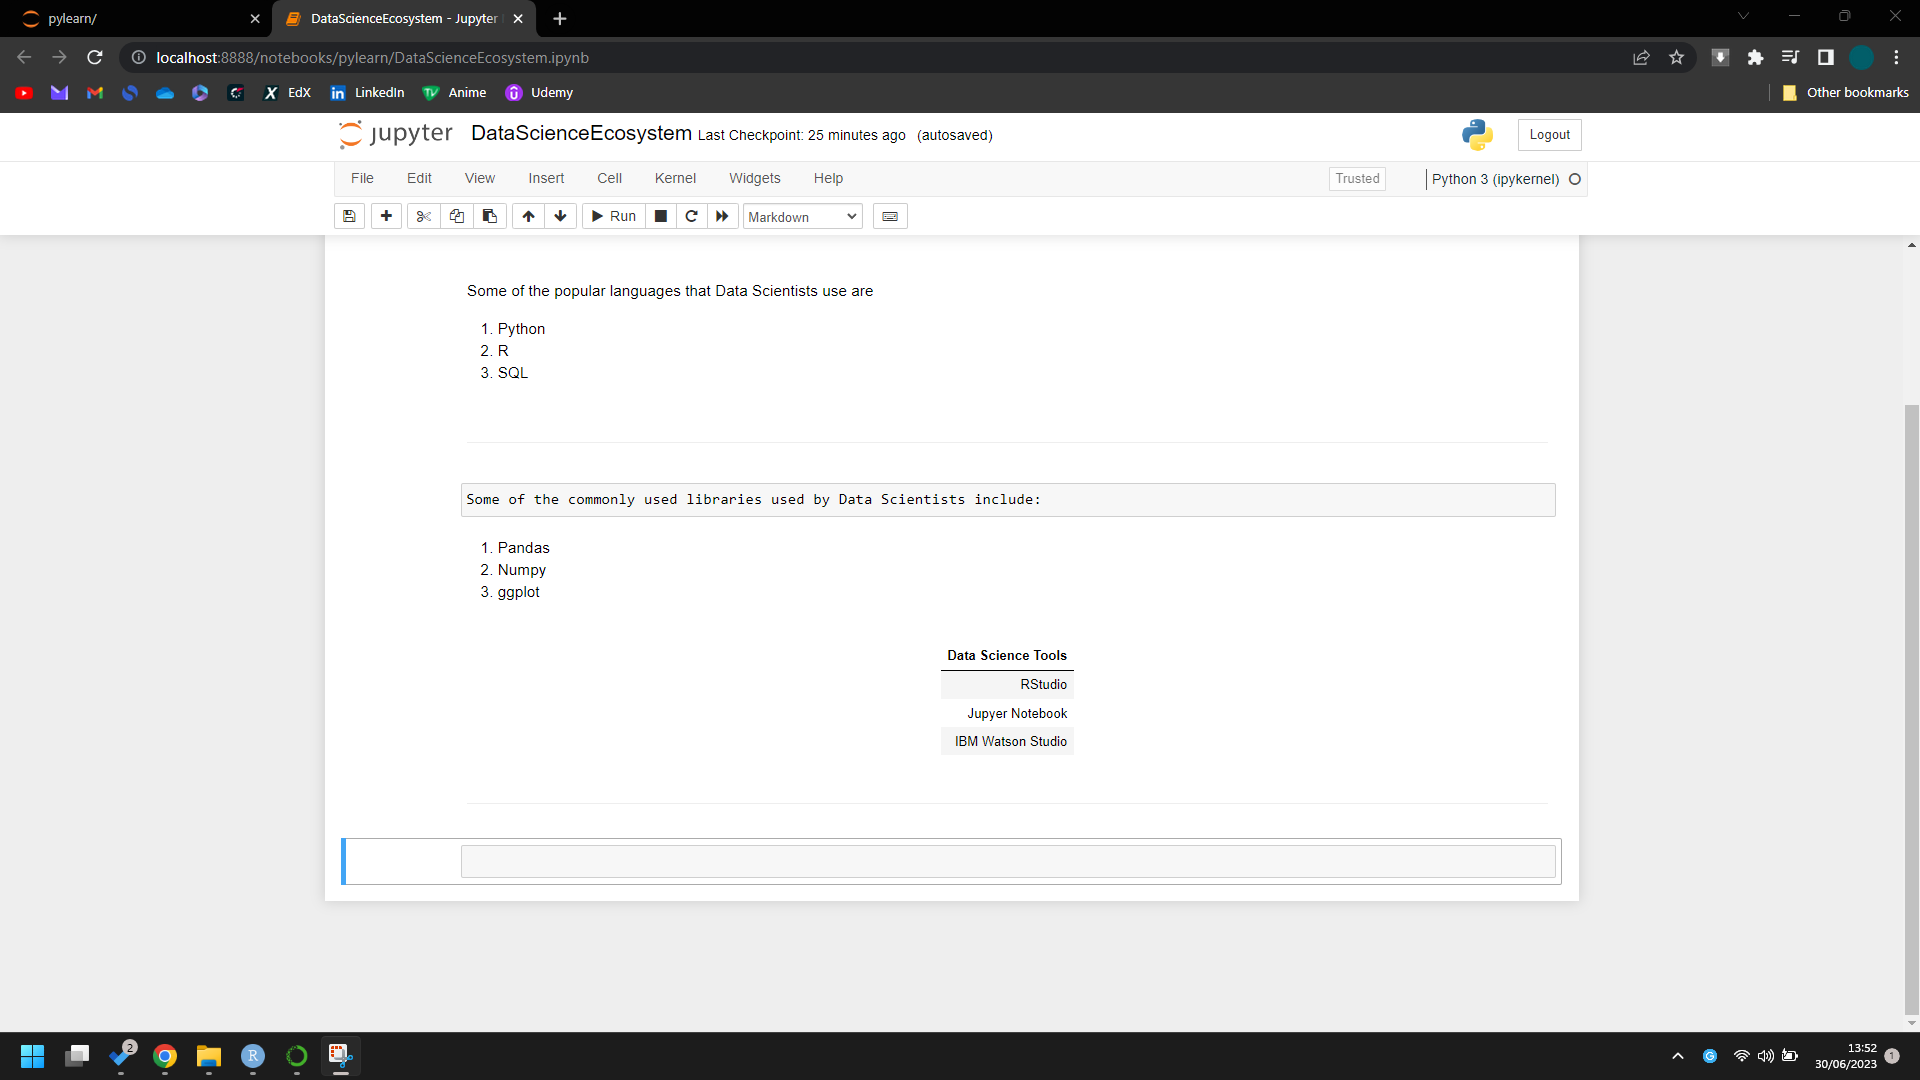 pylearn/
DataScienceEcosystem - Jupyter
localhost:8888/notebooks/pylearn/DataScienceEcosystem.ipynb
EdX LinkedIn Anime Udemy Other bookmarks
jupyter DataScienceEcosystem Last Checkpoint: 25 minutes ago (autosaved) Logout
File Edit View Insert Cell Kernel Widgets Help Trusted Python 3 (ipykernel)
Run Markdown
Some of the popular languages that Data Scientists use are
1. Python
2. R
3. SQL
Some of the commonly used libraries used by Data Scientists include:
1. Pandas
2. Numpy
3. ggplot
Data Science Tools
RStudio
Jupyer Notebook
IBM Watson Studio
2
R
13:52
30/06/2023
1